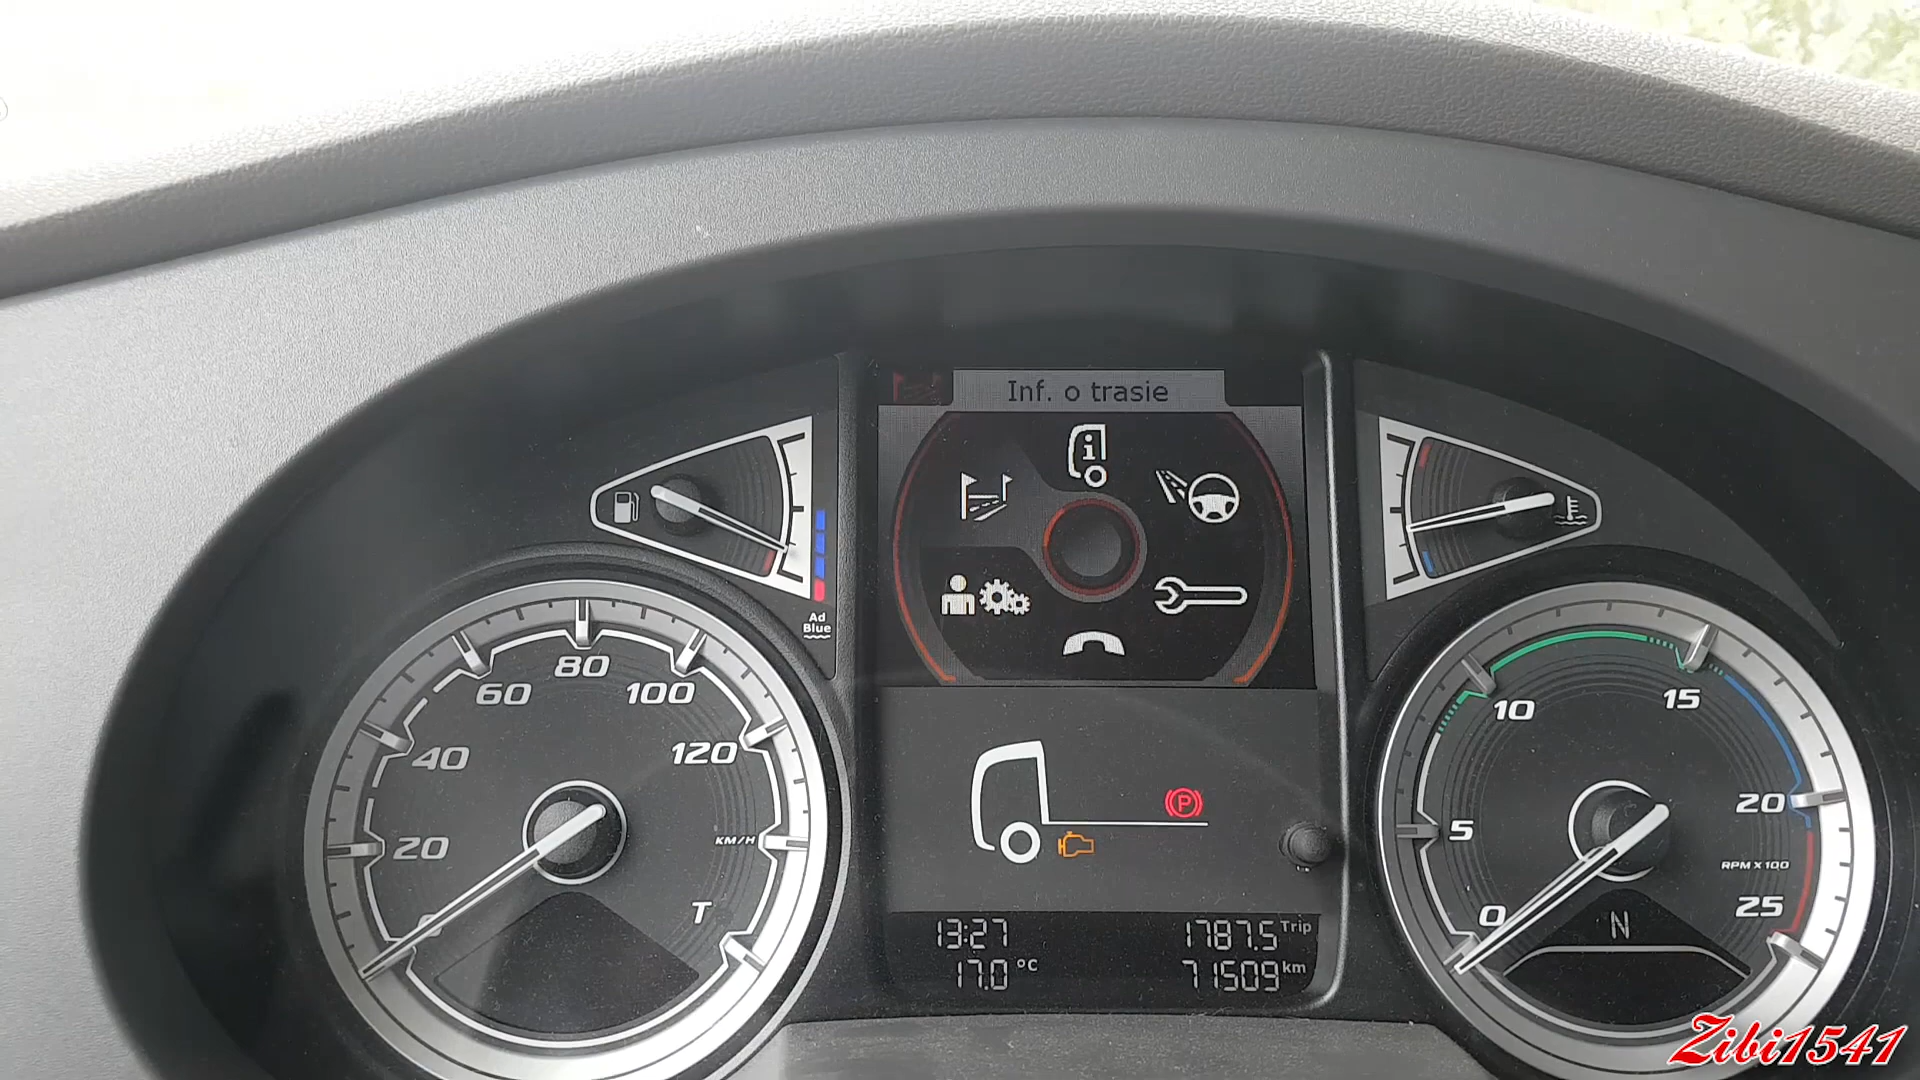 Inf. o trasie
Ad
Blue
20
40
60
80
100
120
KM/H
T
P
13:27
1787.5 Trip
17.0 °C
71509 km
0
5
10
15
20
25
RPM X 100
N
Zibi1541